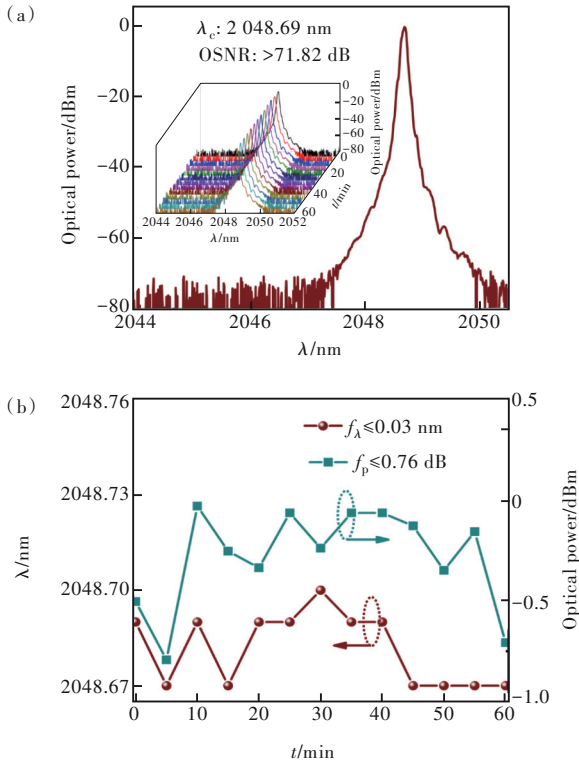 (a)
λc: 2 048.69 nm
OSNR: >71.82 dB
Optical power/dBm
0
−20
−40
−60
−80
0
−20
−40
−60
−80
Optical power/dBm
0
20
40
60
t/min
2044 2046 2048 2050 2052
λ/nm
2044 2046 2048 2050
λ/nm
(b)
fλ≤0.03 nm
fp≤0.76 dB
λ/nm
2048.76
2048.73
2048.70
2048.67
0.5
0
−0.5
−1.0
Optical power/dBm
0 10 20 30 40 50 60
t/min